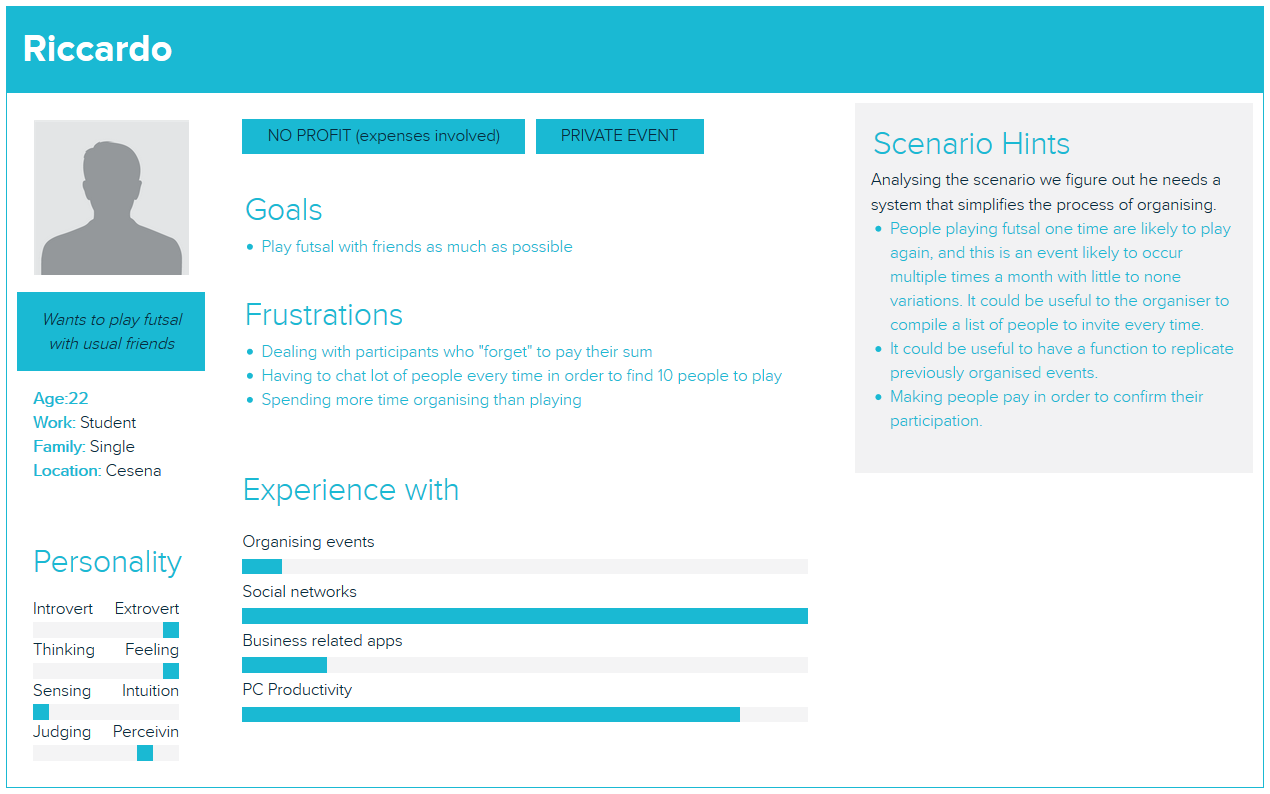 Riccardo
Wants to play futsal
with usual friends
Age:22
Work: Student
Family: Single
Location: Cesena
Personality
Introvert Extrovert
Thinking Feeling
Sensing Intuition
Judging Perceivin
NO PROFIT (expenses involved)
PRIVATE EVENT
Goals
• Play futsal with friends as much as possible
Frustrations
• Dealing with participants who "forget" to pay their sum
• Having to chat lot of people every time in order to find 10 people to play
• Spending more time organising than playing
Experience with
Organising events
Social networks
Business related apps
PC Productivity
Scenario Hints
Analysing the scenario we figure out he needs a
system that simplifies the process of organising.
• People playing futsal one time are likely to play
again, and this is an event likely to occur
multiple times a month with little to none
variations. It could be useful to the organiser to
compile a list of people to invite every time.
• It could be useful to have a function to replicate
previously organised events.
• Making people pay in order to confirm their
participation.